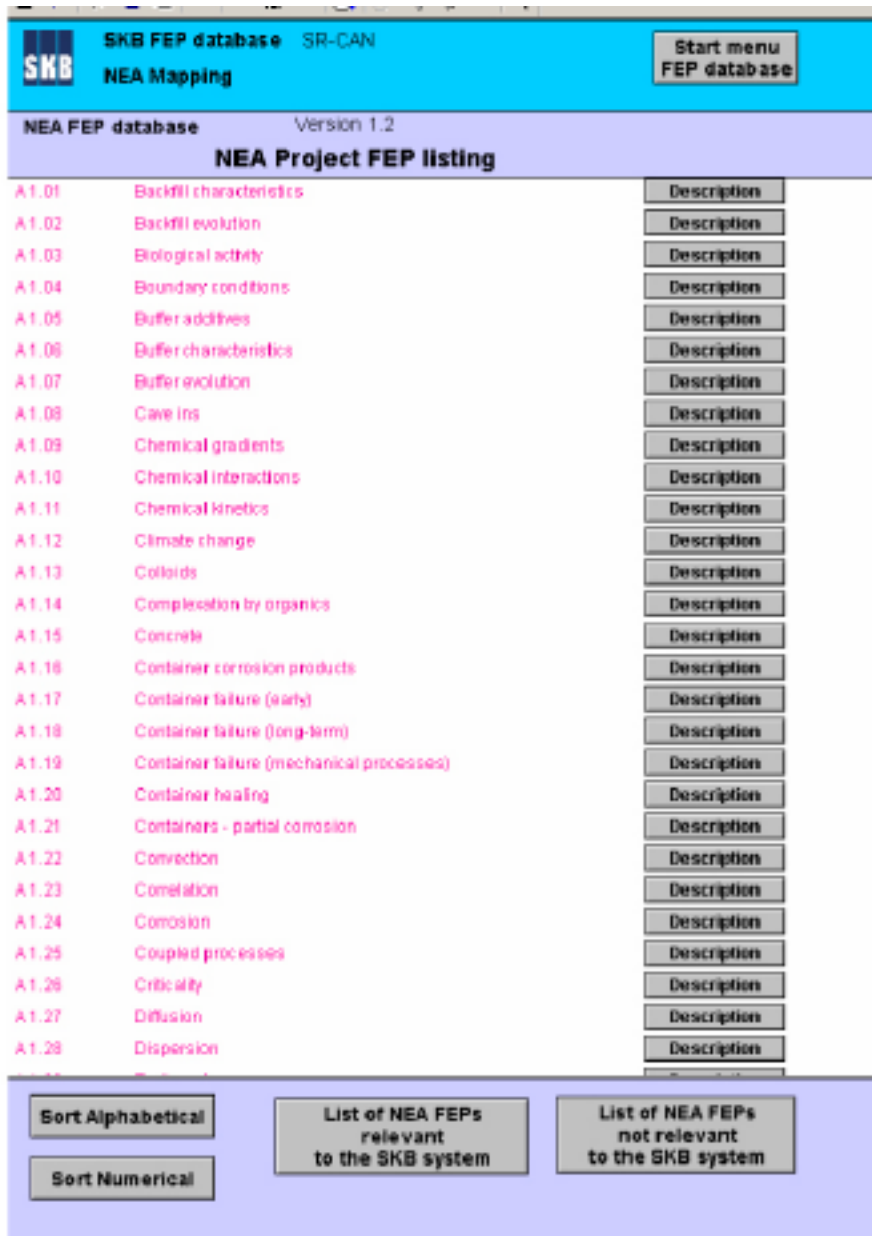 SKB FEP database SR-CAN
Start menu
FEP database
SKB
NEA Mapping
NEA FEP database Version 1.2
NEA Project FEP listing
A1.01 Backfill characteristics Description
A1.02 Backfill evolution Description
A1.03 Biological activity Description
A1.04 Boundary conditions Description
A1.05 Buffer additives Description
A1.06 Buffer characteristics Description
A1.07 Buffer evolution Description
A1.08 Cave ins Description
A1.09 Chemical gradients Description
A1.10 Chemical interactions Description
A1.11 Chemical kinetics Description
A1.12 Climate change Description
A1.13 Colloids Description
A1.14 Complexation by organics Description
A1.15 Concrete Description
A1.16 Container corrosion products Description
A1.17 Container failure (early) Description
A1.18 Container failure (long-term) Description
A1.19 Container failure (mechanical processes) Description
A1.20 Container healing Description
A1.21 Containers - partial corrosion Description
A1.22 Convection Description
A1.23 Correlation Description
A1.24 Corrosion Description
A1.25 Coupled processes Description
A1.26 Criticality Description
A1.27 Diffusion Description
A1.28 Dispersion Description
Sort Alphabetical
Sort Numerical
List of NEA FEPs
relevant
to the SKB system
List of NEA FEPs
not relevant
to the SKB system